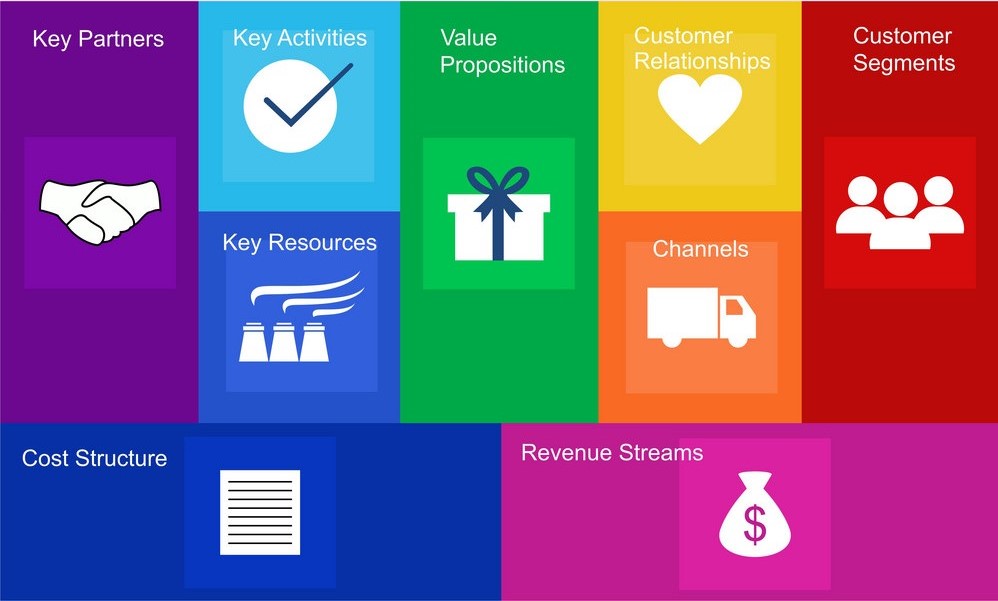 Key Partners
Key Activities
Key Resources
Value
Propositions
Customer
Relationships
Channels
Customer
Segments
Cost Structure
Revenue Streams
$